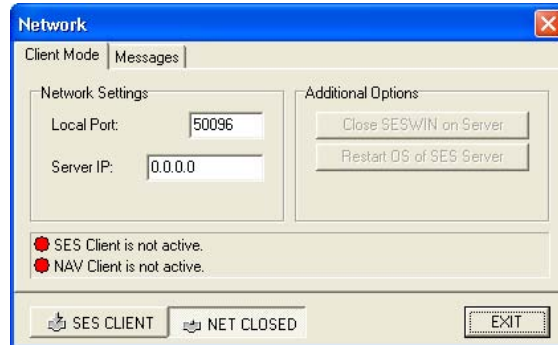 Network
Client Mode
Messages
Network Settings
Local Port:
50096
Server IP:
0.0.0.0
Additional Options
Close SESWIN on Server
Restart OS of SES Server
SES Client is not active.
NAV Client is not active.
SES CLIENT
NET CLOSED
EXIT